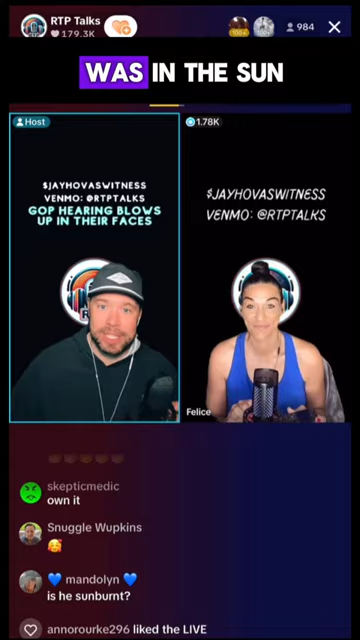 RTP Talks
179.3K
100+
984
WAS IN THE SUN
Host
1.78K
$JAYHOVASWITNESS
VENMO: @RTPTALKS
GOP HEARING BLOWS
UP IN THEIR FACES
$JAYHOVASWITNESS
VENMO: @RTPTALKS
Felice
skepticmedic
own it
Snuggle Wupkins
🥰
💙 mandolyn 💙
is he sunburnt?
annorourke296 liked the LIVE